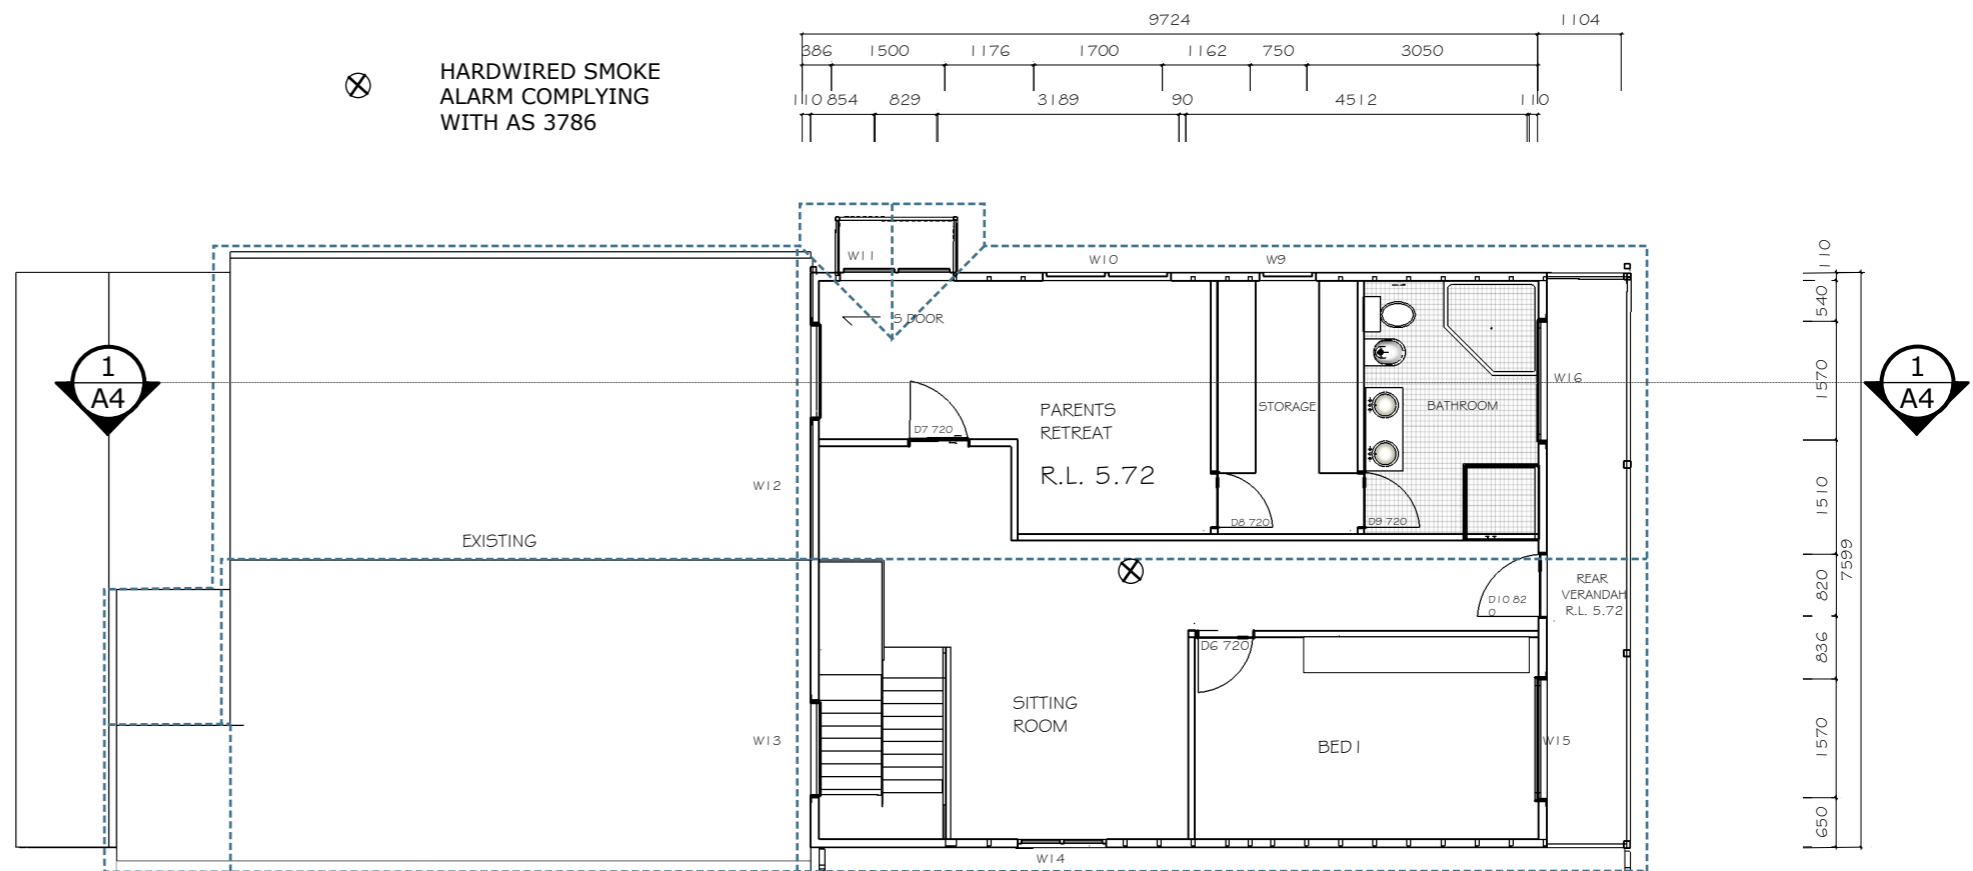 9724 1104
386 1500 1176 1700 1162 750 3050
110 854 829 3189 90 4512 110
HARDWIRED SMOKE
ALARM COMPLYING
WITH AS 3786
W11
W10
W9
S DOOR
1
A4
W12
EXISTING
W13
D7 720
PARENTS
RETREAT
R.L. 5.72
STORAGE
BATHROOM
W16
D8 720
D9 720
D10 82
0
REAR
VERANDAH
R.L. 5.72
D6 720
SITTING
ROOM
BED 1
W15
W14
110
540
1570
1510
820
836
1570
650
7599
1
A4